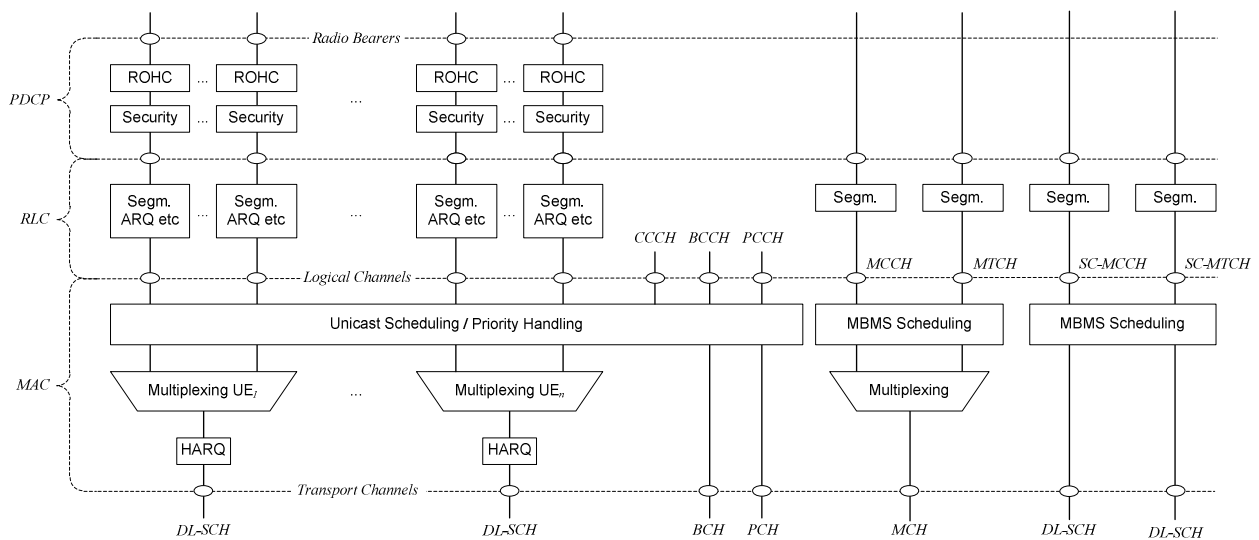 Radio Bearers
ROHC ... ROHC ROHC ... ROHC
PDCP
...
Security ... Security Security ... Security
Segm. ARQ etc ... Segm. ARQ etc ... Segm. ARQ etc ... Segm. ARQ etc
Segm. Segm. Segm. Segm.
RLC
CCCH BCCH PCCH
Logical Channels
MCCH MTCH SC-MCCH SC-MTCH
Unicast Scheduling / Priority Handling MBMS Scheduling MBMS Scheduling
MAC
Multiplexing UE1 ... Multiplexing UEn Multiplexing
HARQ HARQ
Transport Channels
DL-SCH DL-SCH BCH PCH MCH DL-SCH DL-SCH